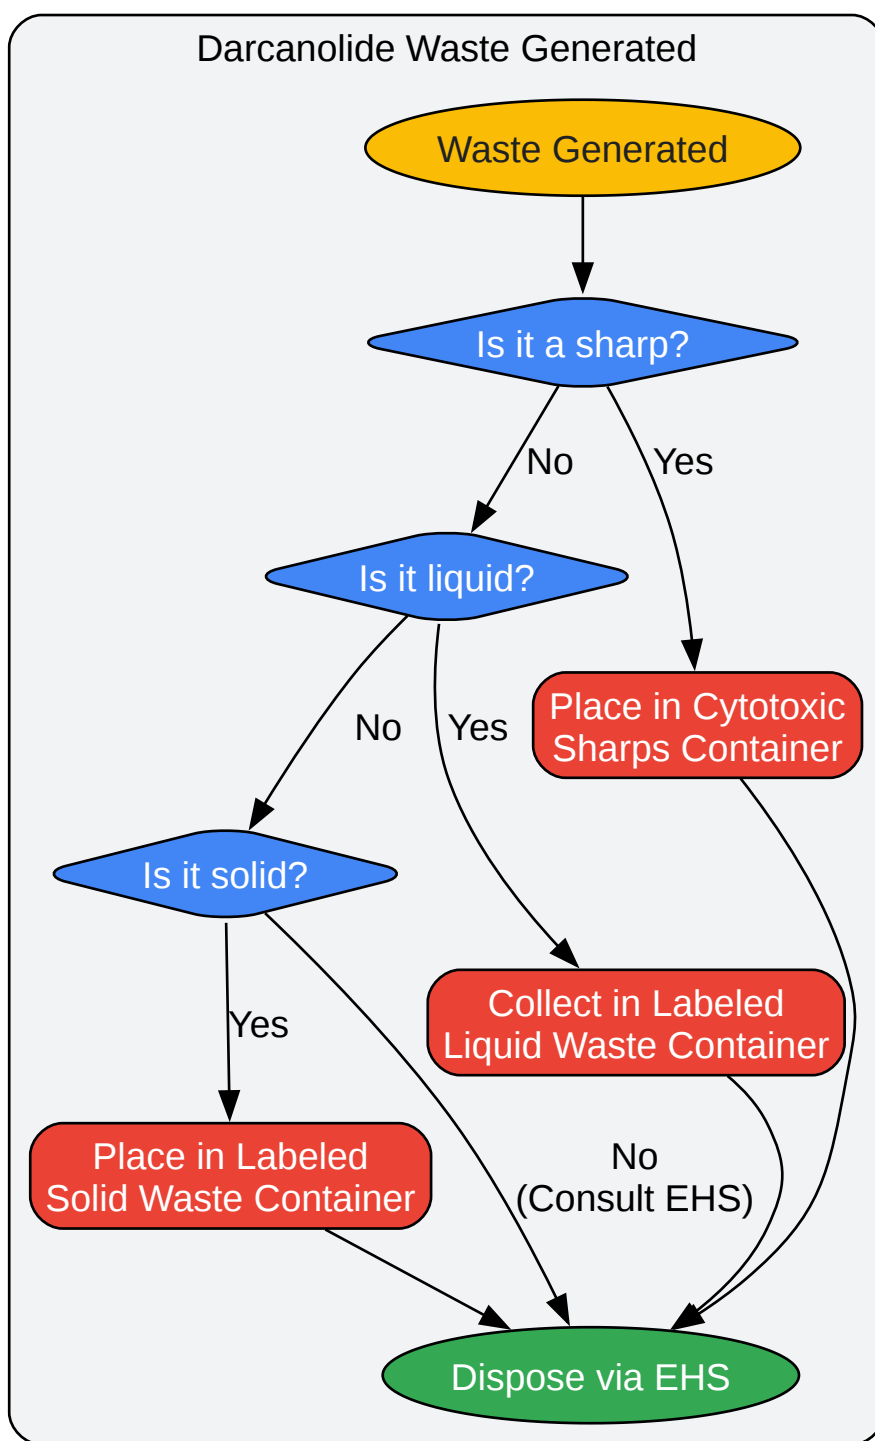 Darcanolide Waste Generated
Waste Generated
Is it a sharp?
No
Yes
Is it liquid?
Place in Cytotoxic
Sharps Container
No
Yes
Is it solid?
Collect in Labeled
Liquid Waste Container
Yes
Place in Labeled
Solid Waste Container
No
(Consult EHS)
Dispose via EHS